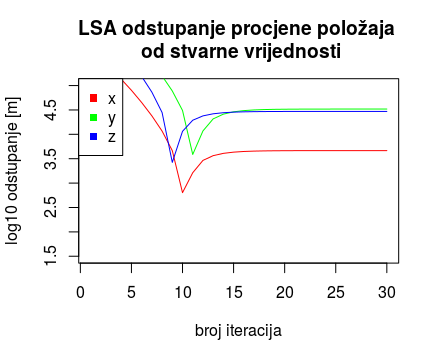 LSA odstupanje procjene položaja
od stvarne vrijednosti
log10 odstupanje [m]
4.5
3.5
2.5
1.5
x
y
z
0 5 10 15 20 25 30
broj iteracija